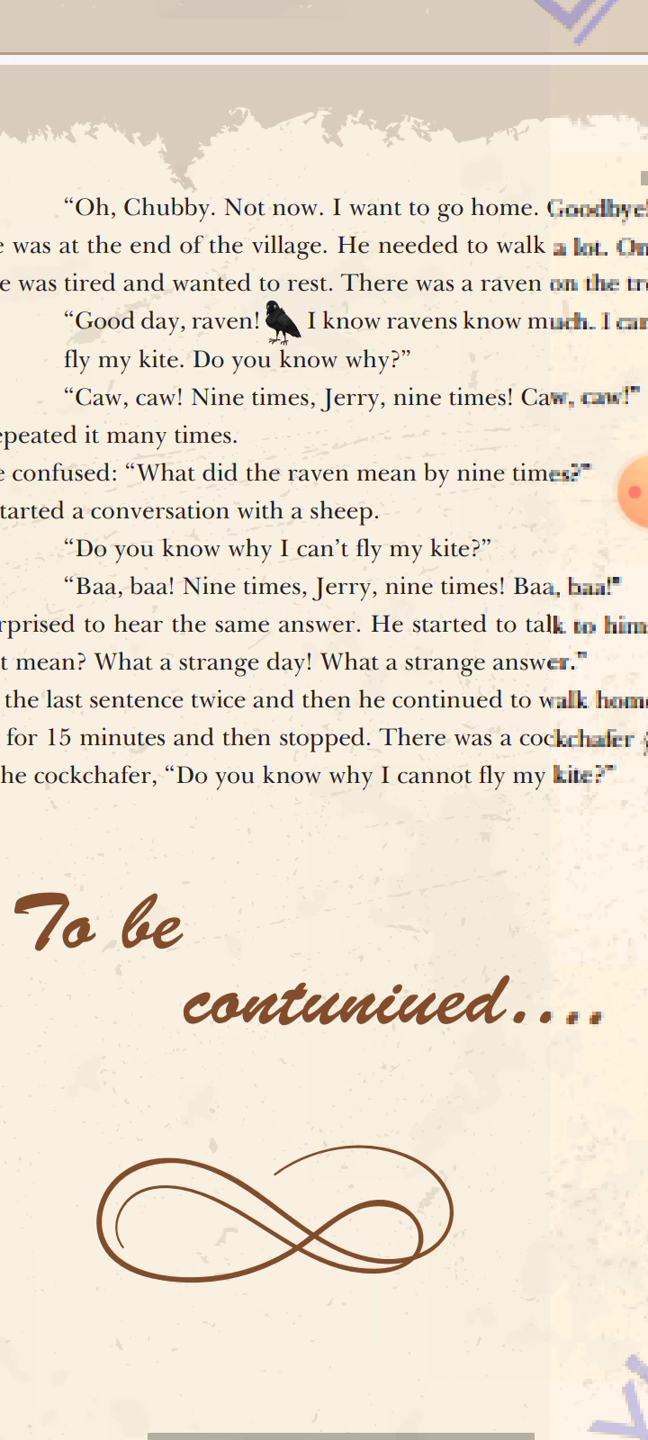 “Oh, Chubby. Not now. I want to go home. Goodbye!
was at the end of the village. He needed to walk a lot. On
was tired and wanted to rest. There was a raven on the
“Good day, raven! I know ravens know much. I
fly my kite. Do you know why?”
“Caw, caw! Nine times, Jerry, nine times! Caw, caw!”
epeated it many times.
confused: “What did the raven mean by nine times?”
tarted a conversation with a sheep.
“Do you know why I can’t fly my kite?”
“Baa, baa! Nine times, Jerry, nine times! Baa, baa!”
rprised to hear the same answer. He started to talk to him
t mean? What a strange day! What a strange answer.”
the last sentence twice and then he continued to walk home
for 15 minutes and then stopped. There was a cockchafer
he cockchafer, “Do you know why I cannot fly my kite?”
To be
contuniued....